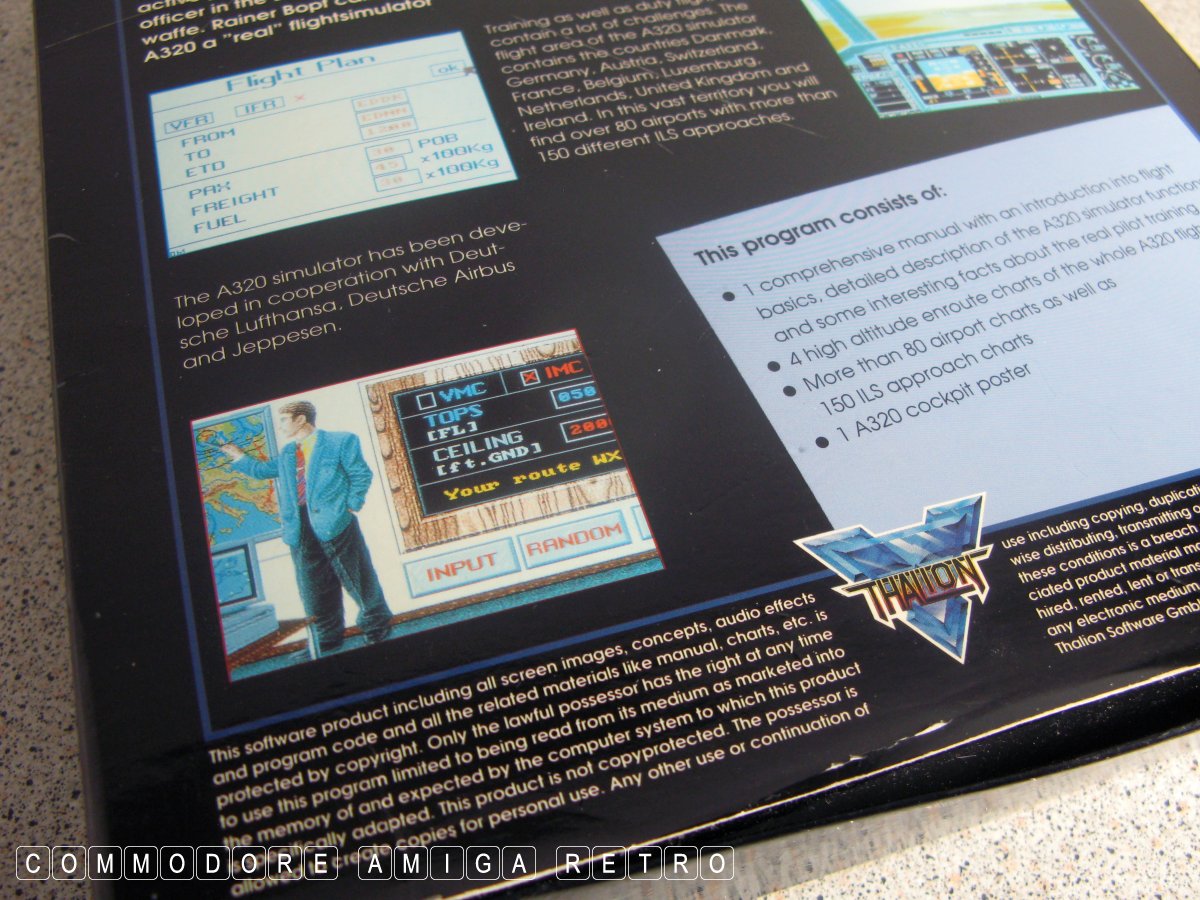 officer in the
waffe. Rainer Bopf
A320 a "real" flightsimulator
Flight Plan
ok
VFR IFR X
FROM EDDK
TO EDMM
ETD 1200
PAX 30 POB
FREIGHT 45 x100Kg
FUEL 30 x100Kg
The A320 simulator has been deve-
loped in cooperation with Deut-
sche Lufthansa, Deutsche Airbus
and Jeppesen.
Training as well as duty
contain a lot of challenges. The
flight area of the A320 simulator
contains the countries Danmark,
Germany, Austria, Switzerland,
France, Belgium, Luxemburg,
Netherlands, United Kingdom and
Ireland. In this vast territory you will
find over 80 airports with more than
150 different ILS approaches.
This program consists of:
● 1 comprehensive manual with an introduction into flight
basics, detailed description of the A320 simulator
and some interesting facts about the real pilot training
● 4 high altitude enroute charts of the whole A320
● More than 80 airport charts as well as
150 ILS approach charts
● 1 A320 cockpit poster
VMC X IMC
TOPS 050
[FL]
CEILING 200
[ft.GND]
Your route WX
INPUT RANDOM
THALION
This software product including all screen images, concepts, audio effects
and program code and all the related materials like manual, charts, etc. is
protected by copyright. Only the lawful possessor has the right at any time
to use this program limited to being read from its medium as marketed into
the memory of and expected by the computer system to which this product
specifically adapted. This product is not copyprotected. The possessor is
allowed create copies for personal use. Any other use or continuation of
use including copying,
wise distributing, transmitting
these conditions is a breach
ciated product material
hired, rented, lent or
any electronic medium
Thalion Software GmbH
COMMODORE AMIGA RETRO